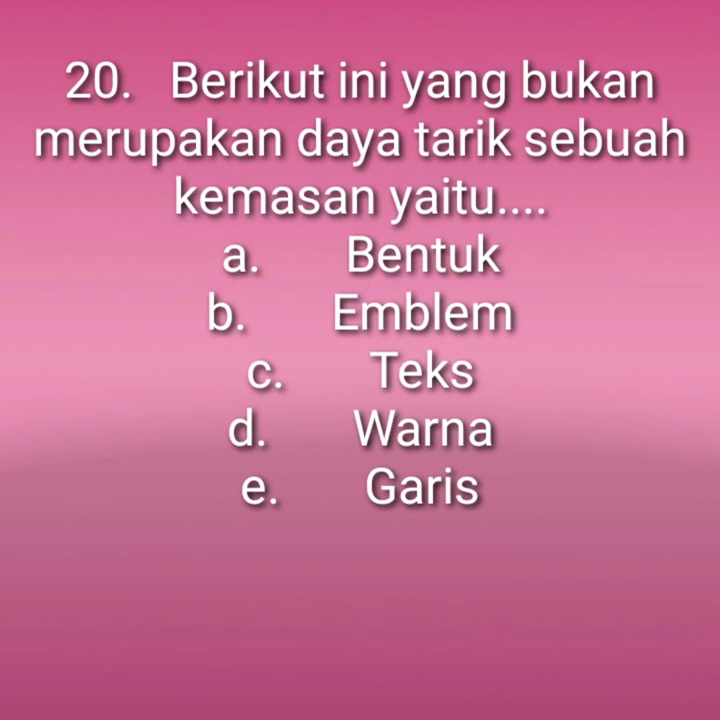 20. Berikut ini yang bukan
merupakan daya tarik sebuah
kemasan yaitu....
a. Bentuk
b. Emblem
c. Teks
d. Warna
e. Garis